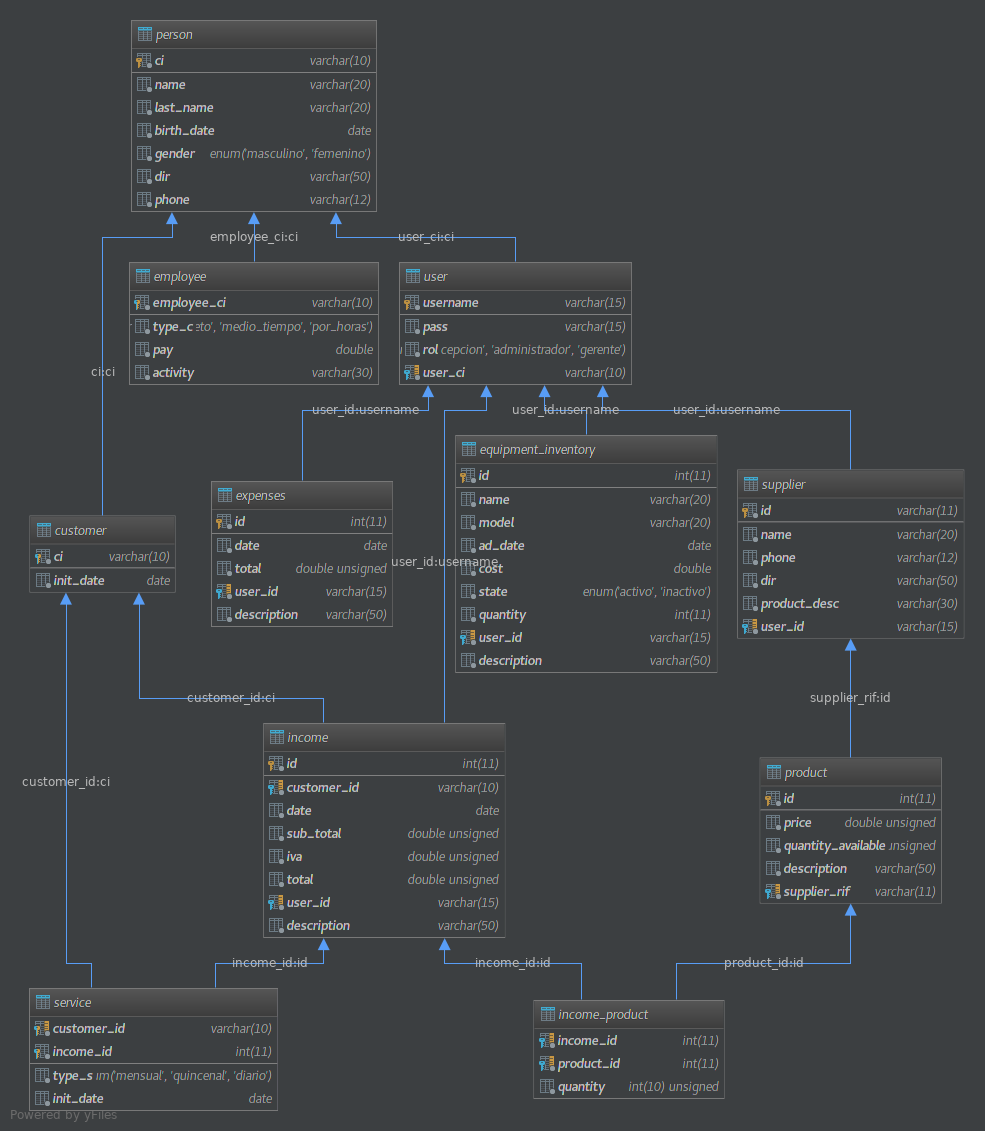 person
ci varchar(10)
name varchar(20)
last_name varchar(20)
birth_date date
gender enum('masculino', 'femenino')
dir varchar(50)
phone varchar(12)
employee_ci:ci
user_ci:ci
employee
employee_ci varchar(10)
type_c eto', 'medio_tiempo', 'por_horas')
pay double
activity varchar(30)
user
username varchar(15)
pass varchar(15)
rol cepcion', 'administrador', 'gerente')
user_ci varchar(10)
ci:ci
user_id:username
user_id:username
user_id:username
equipment_inventory
id int(11)
name varchar(20)
model varchar(20)
ad_date date
cost double
state enum('activo', 'inactivo')
quantity int(11)
user_id varchar(15)
description varchar(50)
supplier
id varchar(11)
name varchar(20)
phone varchar(12)
dir varchar(50)
product_desc varchar(30)
user_id varchar(15)
expenses
id int(11)
date date
total double unsigned
user_id varchar(15)
description varchar(50)
user_id:username
customer
ci varchar(10)
init_date date
customer_id:ci
supplier_rif:id
income
id int(11)
customer_id varchar(10)
date date
sub_total double unsigned
iva double unsigned
total double unsigned
user_id varchar(15)
description varchar(50)
customer_id:ci
product
id int(11)
price double unsigned
quantity_available unsigned
description varchar(50)
supplier_rif varchar(11)
income_id:id
income_id:id
product_id:id
service
customer_id varchar(10)
income_id int(11)
type_s ım('mensual', 'quincenal', 'diario')
init_date date
income_product
income_id int(11)
product_id int(11)
quantity int(10) unsigned
Powered by yFiles